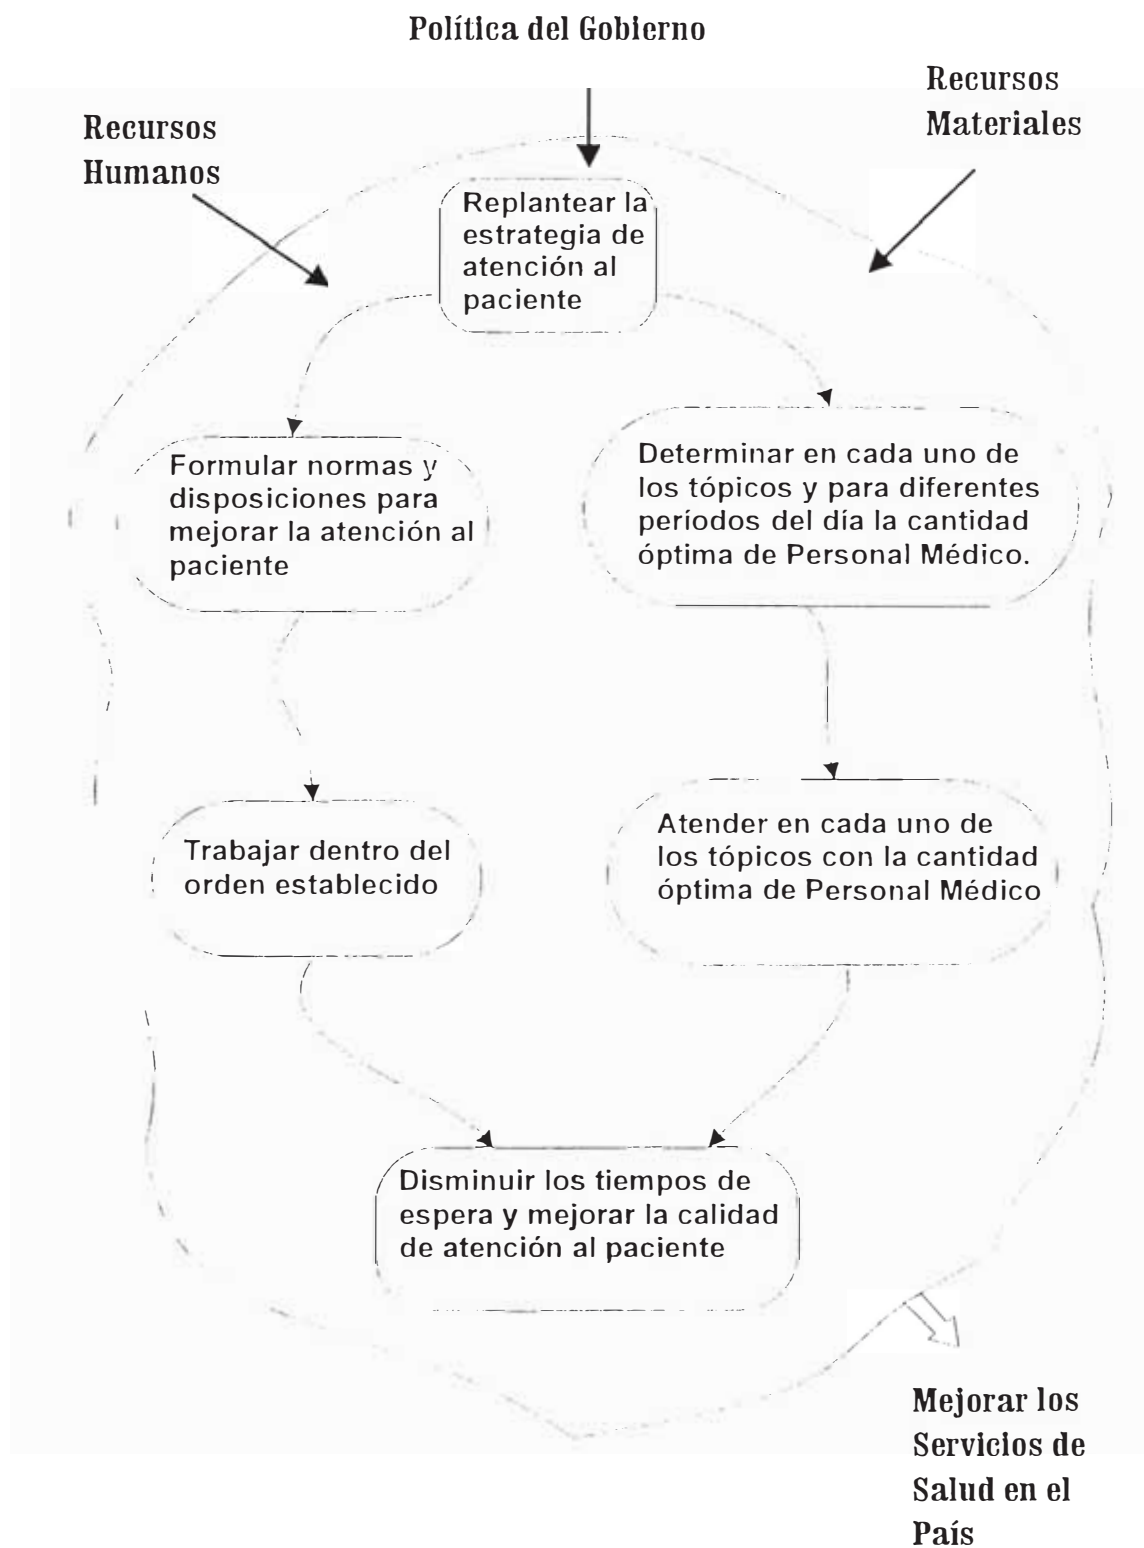 Política del Gobierno
Recursos
Materiales
Recursos
Humanos
Replantear la
estrategia de
atención al
paciente
Formular normas y
disposiciones para
mejorar la atención al
paciente
Determinar en cada uno de
los tópicos y para diferentes
períodos del día la cantidad
óptima de Personal Médico.
Trabajar dentro del
orden establecido
Atender en cada uno de
los tópicos con la cantidad
óptima de Personal Médico
Disminuir los tiempos de
espera y mejorar la calidad
de atención al paciente
Mejorar los
Servicios de
Salud en el
País